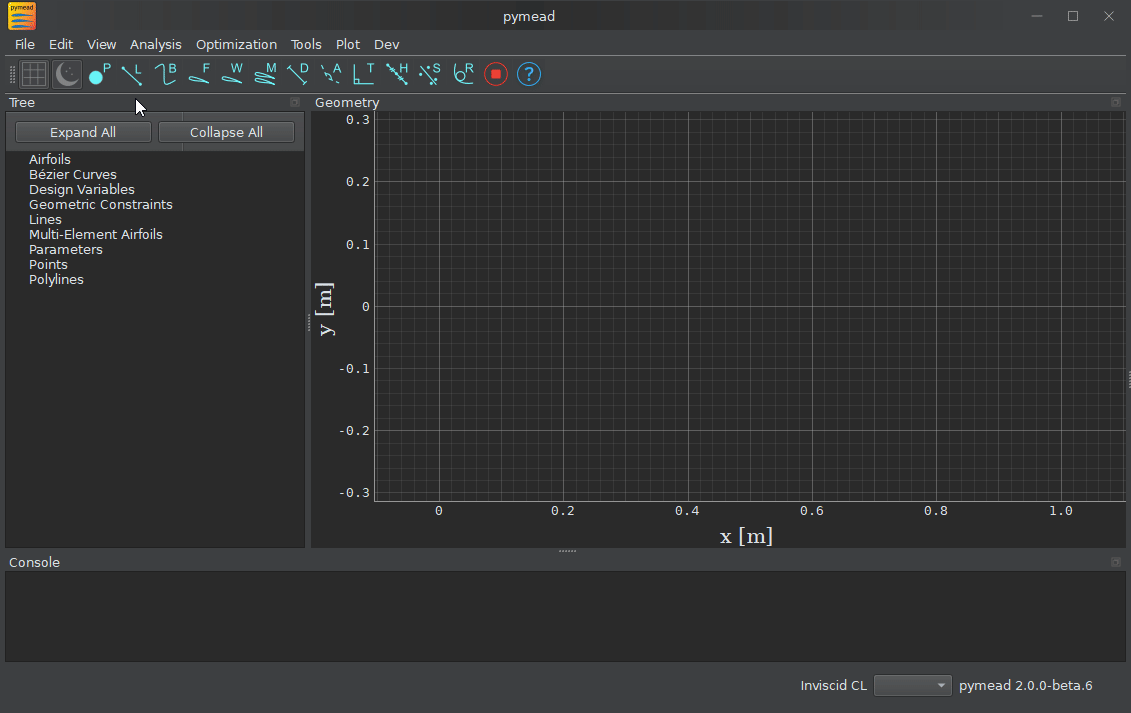 pymead
pymead
File Edit View Analysis Optimization Tools Plot Dev
P L B F W M D A T H S R ?
Tree
Geometry
Expand All Collapse All
Airfoils
Bézier Curves
Design Variables
Geometric Constraints
Lines
Multi-Element Airfoils
Parameters
Points
Polylines
0.3
0.2
0.1
0
-0.1
-0.2
-0.3
y [m]
0 0.2 0.4 0.6 0.8 1.0
x [m]
Console
Inviscid CL
pymead 2.0.0-beta.6